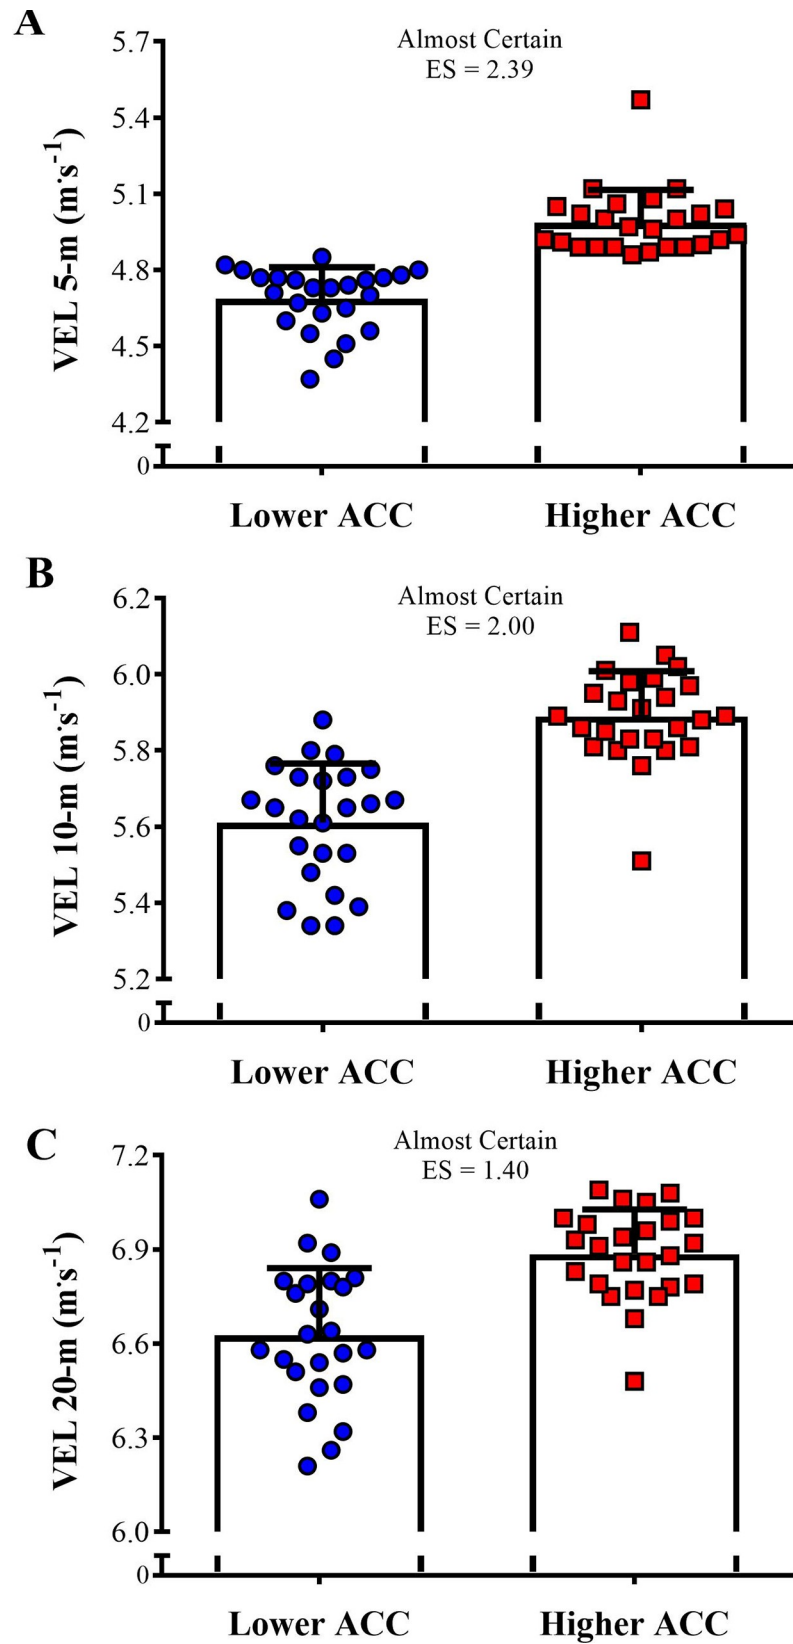 A
Almost Certain
ES = 2.39
VEL 5-m (m·s⁻¹)
5.7
5.4
5.1
4.8
4.5
4.2
0
Lower ACC
Higher ACC
B
Almost Certain
ES = 2.00
VEL 10-m (m·s⁻¹)
6.2
6.0
5.8
5.6
5.4
5.2
0
Lower ACC
Higher ACC
C
Almost Certain
ES = 1.40
VEL 20-m (m·s⁻¹)
7.2
6.9
6.6
6.3
6.0
0
Lower ACC
Higher ACC